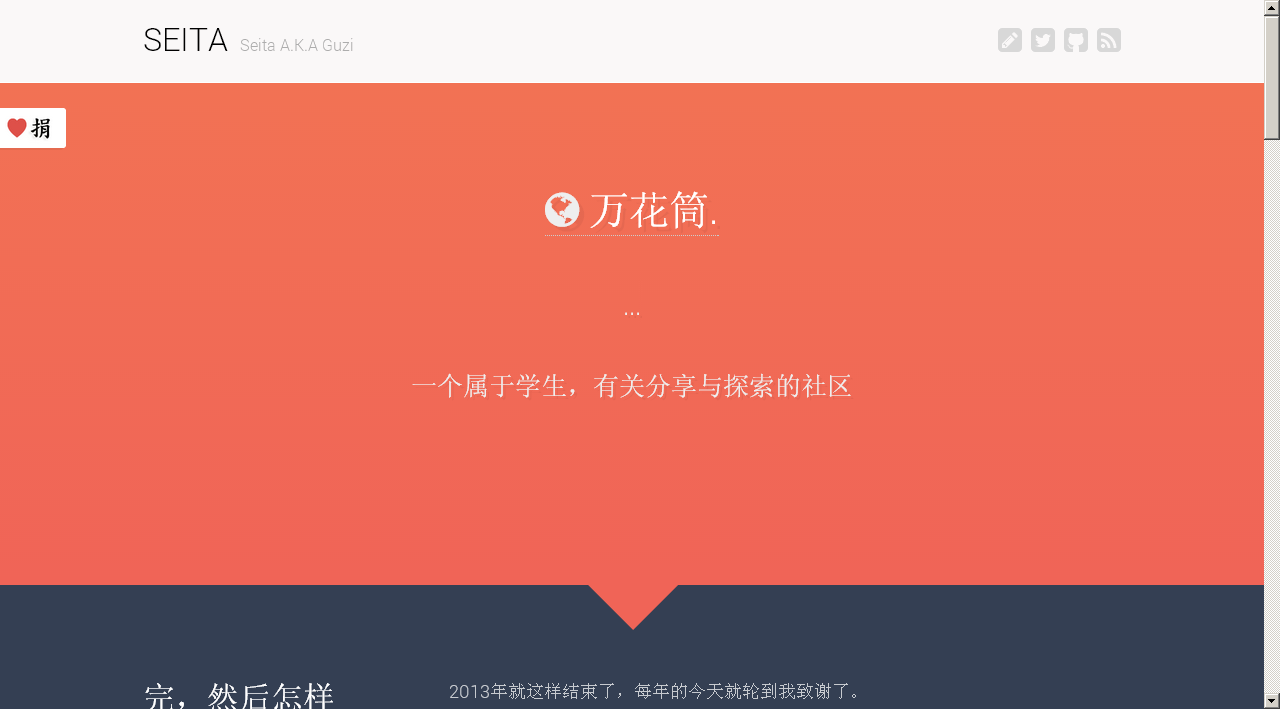 SEITA Seita A.K.A Guzi
捐
万花筒.
...
一个属于学生，有关分享与探索的社区
完，然后怎样
2013年就这样结束了，每年的今天就轮到我致谢了。